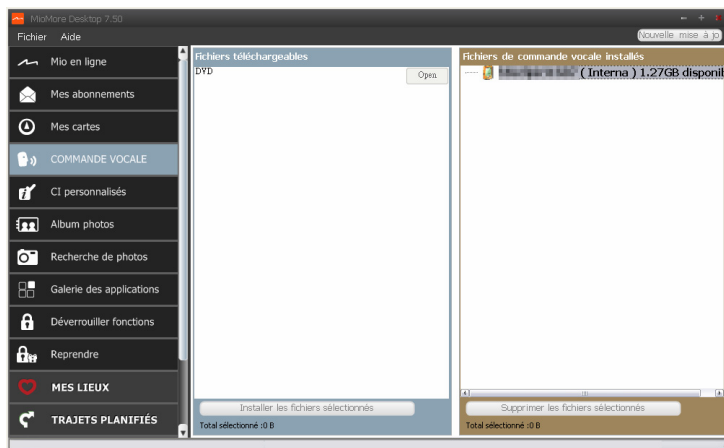 MioMore Desktop 7.50
Fichier Aide
Nouvelle mise à jo
Mio en ligne
Mes abonnements
Mes cartes
COMMANDE VOCALE
CI personnalisés
Album photos
Recherche de photos
Galerie des applications
Déverrouiller fonctions
Reprendre
MES LIEUX
TRAJETS PLANIFIÉS
Fichiers téléchargeables
DVD
Open
Installer les fichiers sélectionnés
Total sélectionné :0 B
Fichiers de commande vocale installés
( Interna ) 1.27GB disponib
Supprimer les fichiers sélectionnés
Total sélectionné :0 B